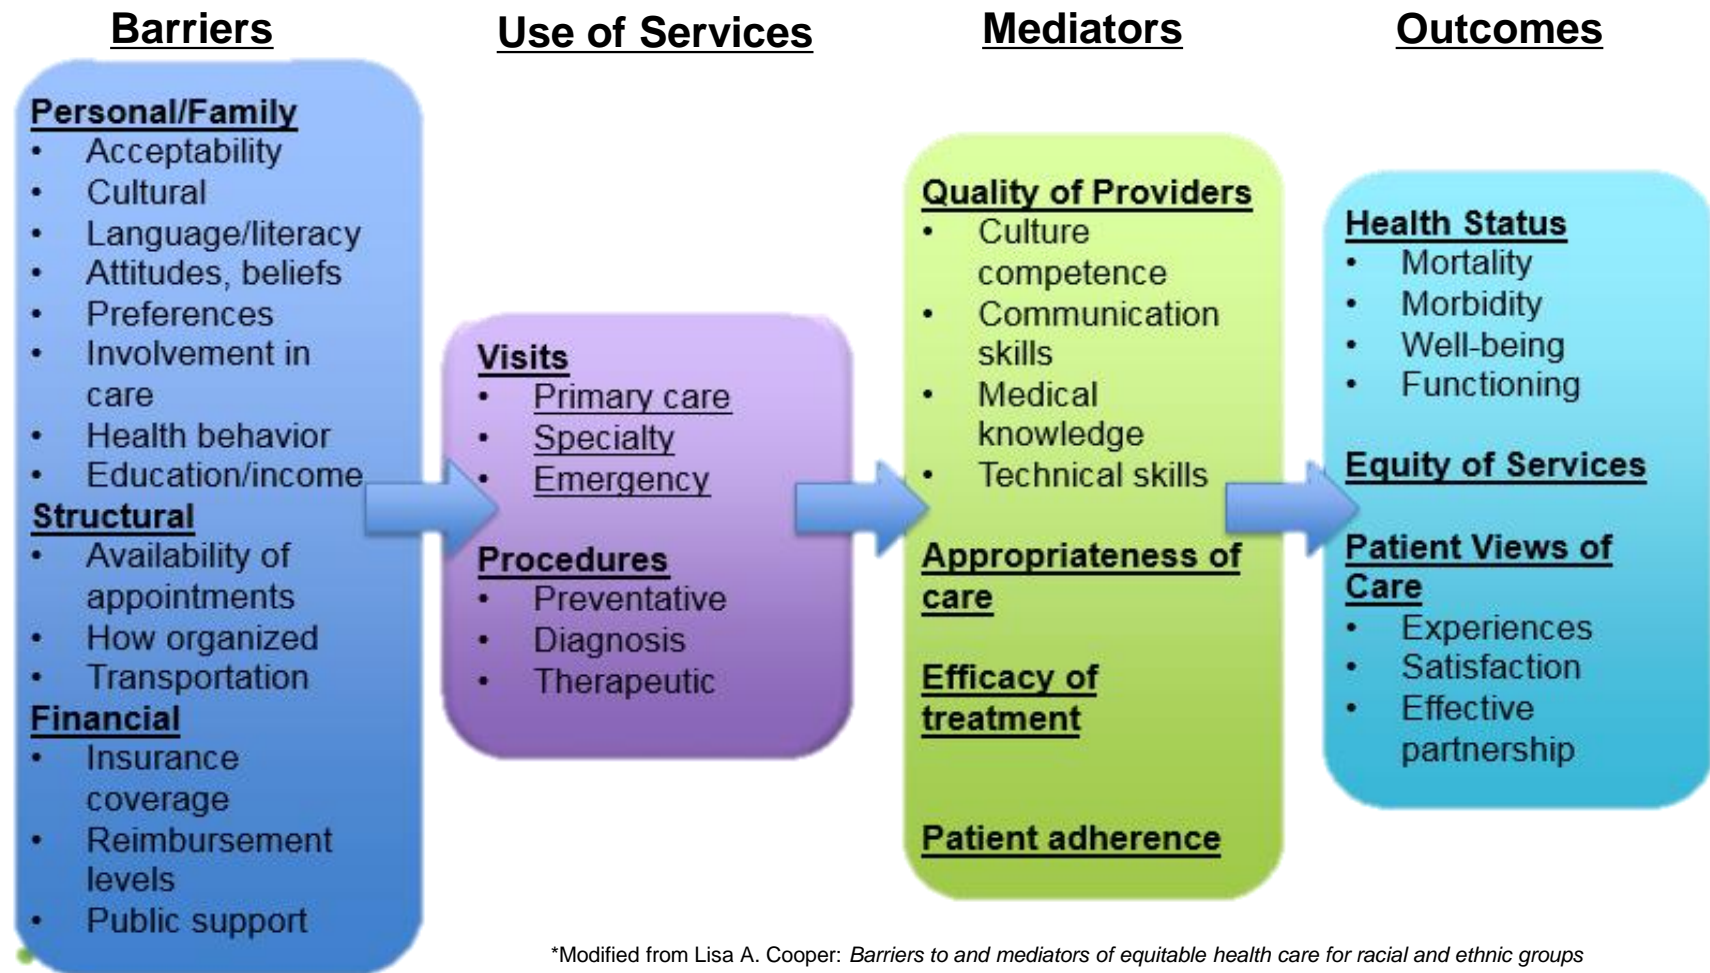 Barriers
Use of Services
Mediators
Outcomes
Personal/Family
• Acceptability
• Cultural
• Language/literacy
• Attitudes, beliefs
• Preferences
• Involvement in
care
• Health behavior
• Education/income
Structural
• Availability of
appointments
• How organized
• Transportation
Financial
• Insurance
coverage
• Reimbursement
levels
• Public support
Visits
• Primary care
• Specialty
• Emergency
Procedures
• Preventative
• Diagnosis
• Therapeutic
Quality of Providers
• Culture
competence
• Communication
skills
• Medical
knowledge
• Technical skills
Appropriateness of
care
Efficacy of
treatment
Patient adherence
Health Status
• Mortality
• Morbidity
• Well-being
• Functioning
Equity of Services
Patient Views of
Care
• Experiences
• Satisfaction
• Effective
partnership
*Modified from Lisa A. Cooper: Barriers to and mediators of equitable health care for racial and ethnic groups